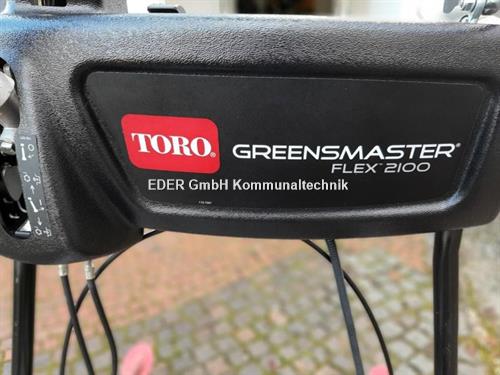 TORO®
GREENSMASTER®
FLEX™ 2100
EDER GmbH Kommunaltechnik